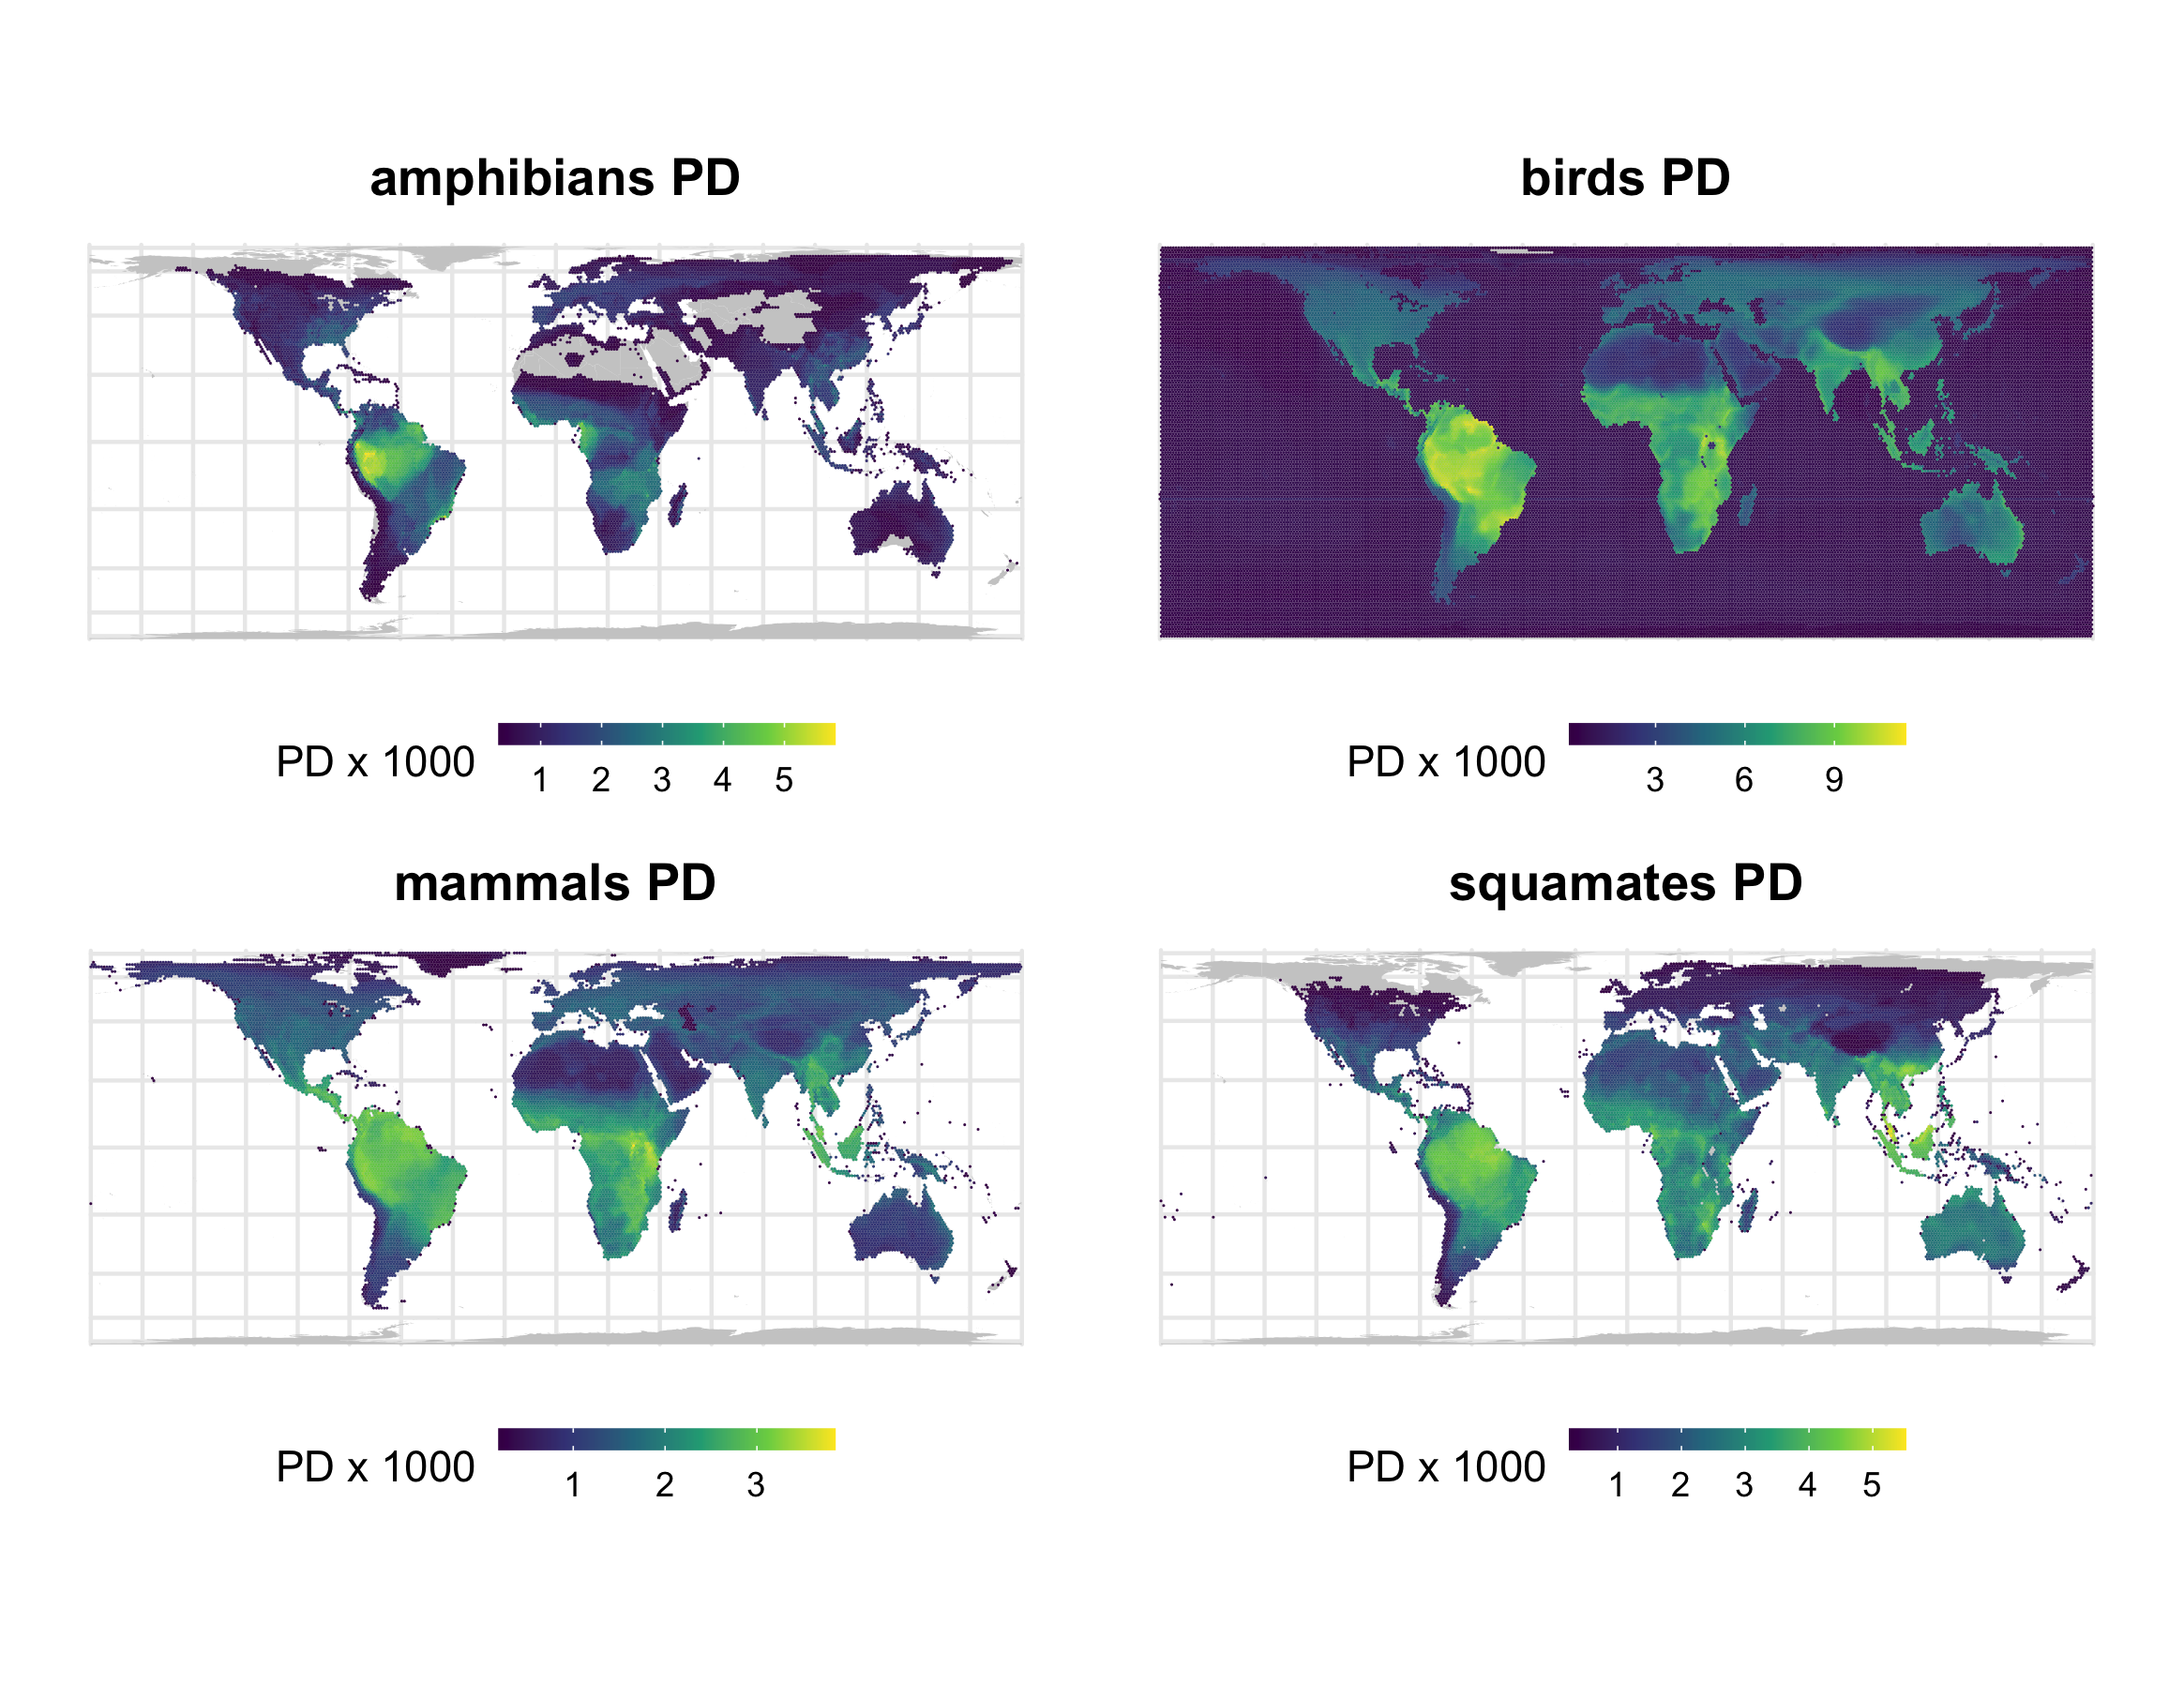 amphibians PD
birds PD
PD x 1000
1 2 3 4 5
PD x 1000
3 6 9
mammals PD
squamates PD
PD x 1000
1 2 3
PD x 1000
1 2 3 4 5